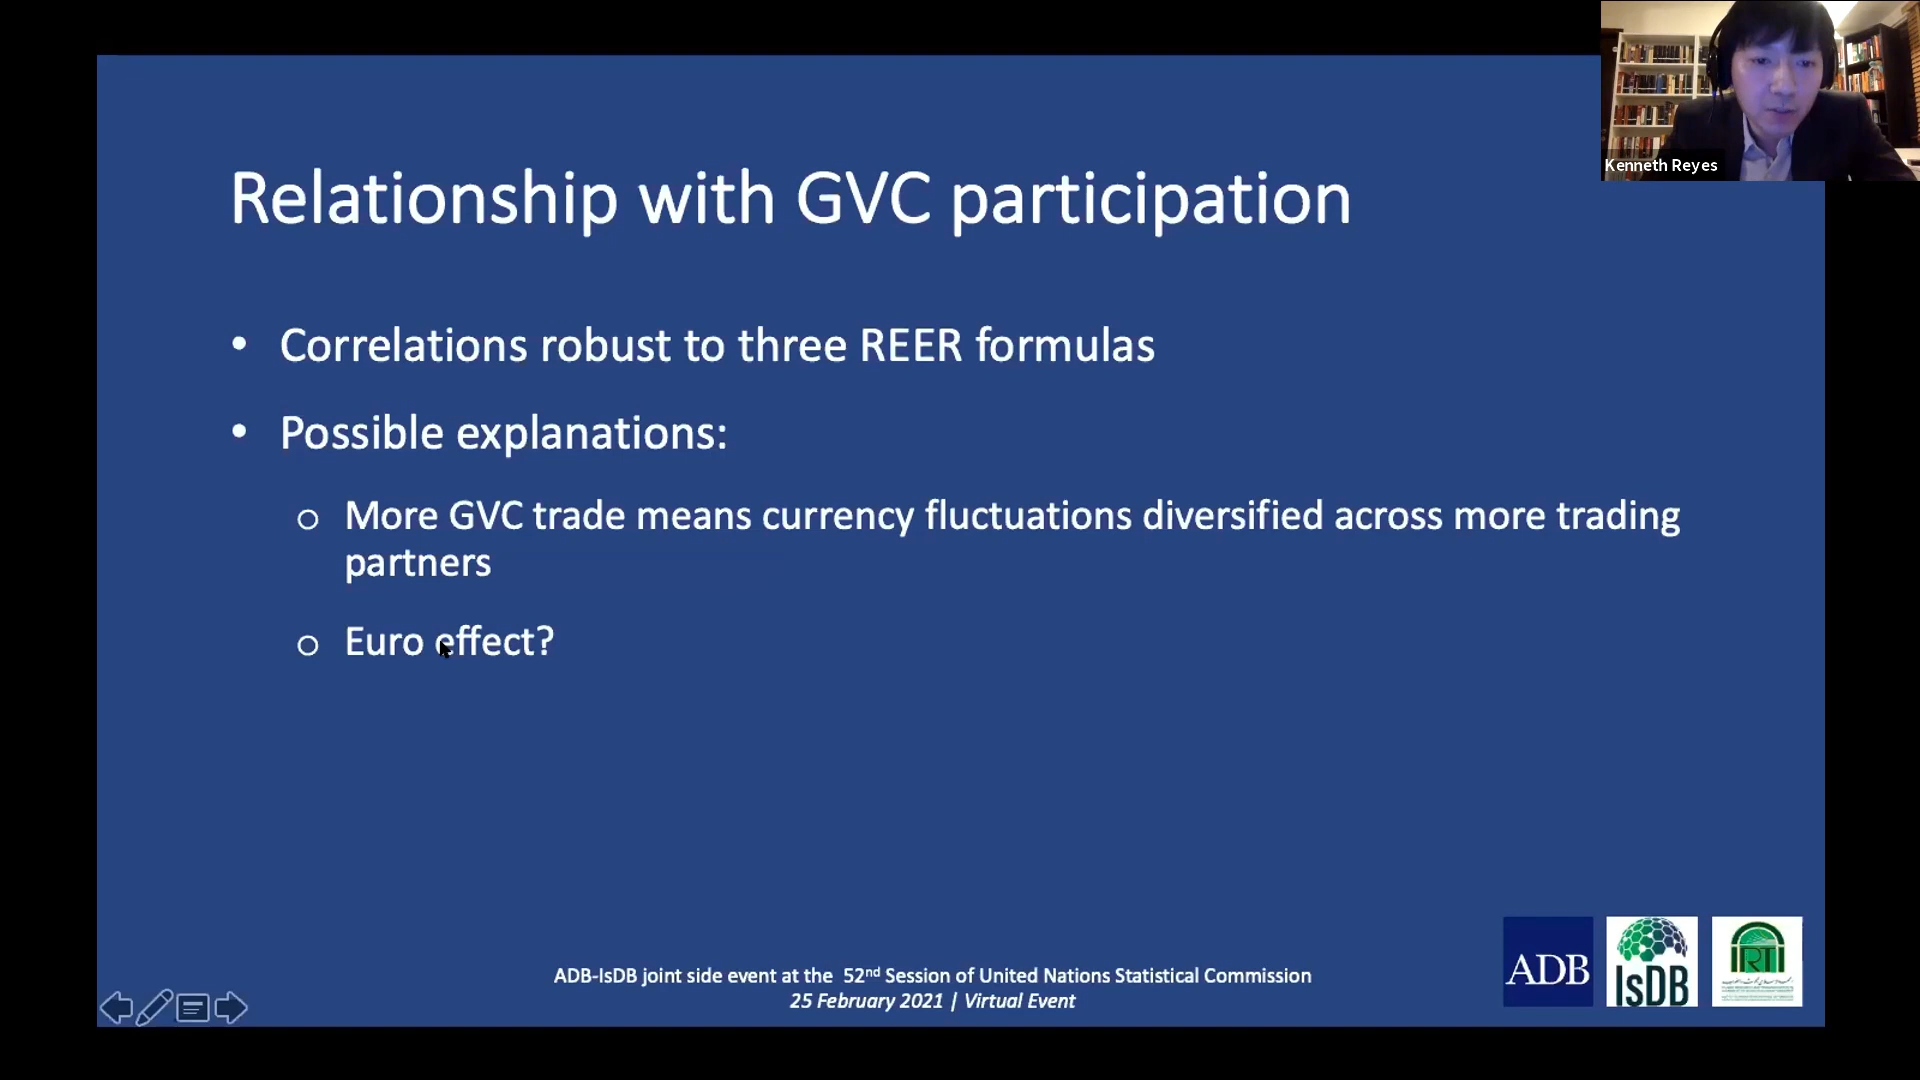 Kenneth Reyes
Relationship with GVC participation
• Correlations robust to three REER formulas
• Possible explanations:
o More GVC trade means currency fluctuations diversified across more trading
partners
o Euro effect?
ADB-IsDB joint side event at the 52nd Session of United Nations Statistical Commission
25 February 2021 | Virtual Event
ADB
IsDB
IRTI